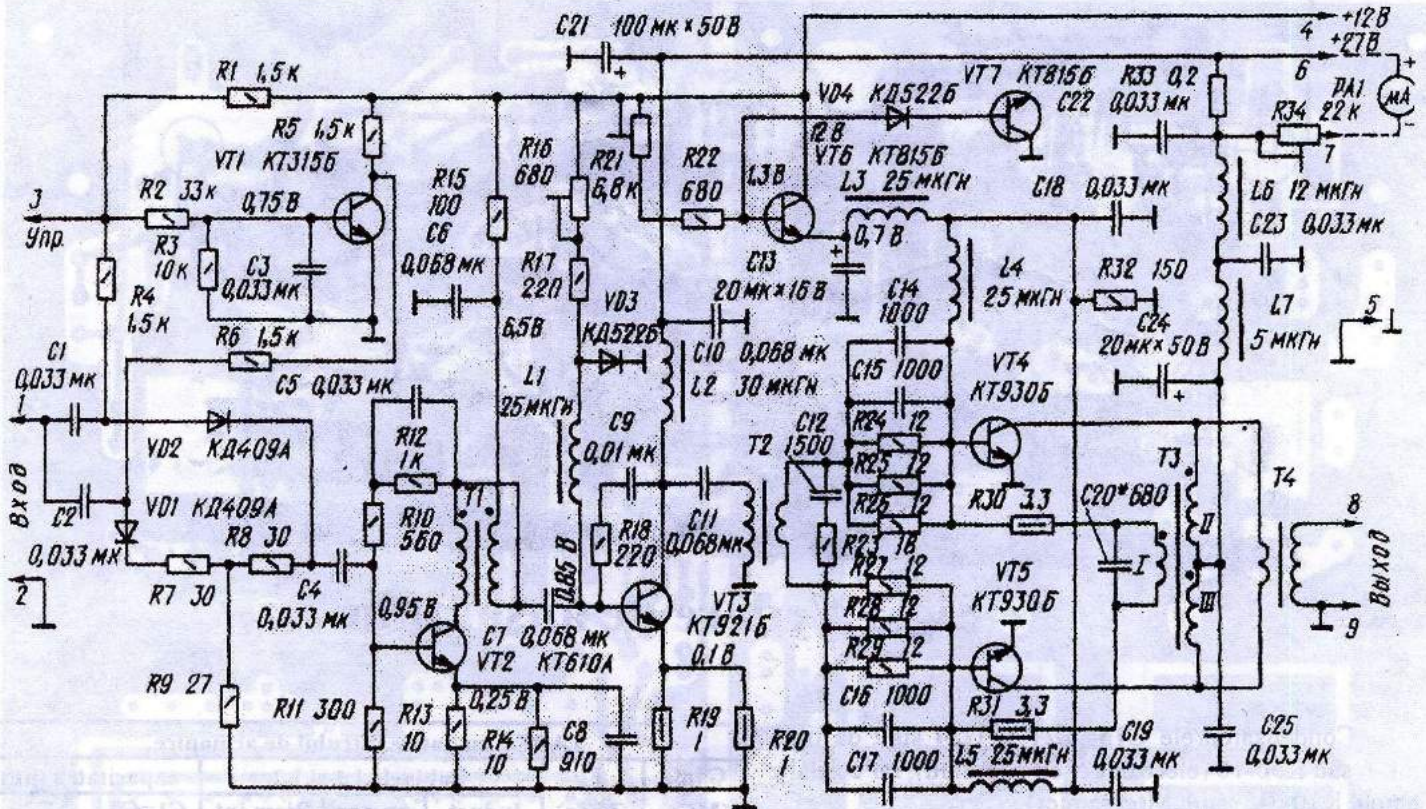 C21 100 мк × 50 В
+12 В
4
+27 В
6
R1 1,5 к
R5 1,5 к
VT1 КТ315Б
R16 680
R21 6,8 к
R22 680
VD4 КД522Б
12 В
VT7 КТ815Б
C22 0,033 мк
R33 0,2
PA1
мА
+
-
R34 22 к
7
3
Упр.
R2 33 к
0,75 В
R3 10 к
C3 0,033 мк
R4 1,5 к
R6 1,5 к
R15 100
C6 0,068 мк
6,5 В
R17 220
VD3 КД522Б
1,3 В
VT6 КТ815Б
L3 25 мкГн
0,7 В
C18 0,033 мк
L6 12 мкГн
C23 0,033 мк
C13 20 мк × 16 В
C14 1000
L4 25 мкГн
R32 150
C24 20 мк × 50 В
L7 5 мкГн
5
C1 0,033 мк
1
Вход
C2 0,033 мк
2
VD2 КД409А
VD1 КД409А
C5 0,033 мк
R12 1 к
L1 25 мкГн
C10 0,068 мк
L2 30 мкГн
C9 0,01 мк
T2
C12 1500
C15 1000
R24 12
R25 12
R26 12
VT4 КТ930Б
R8 30
R7 30
C4 0,033 мк
R10 560
T1
0,85 В
R18 220
C11 0,068 мк
R23 18
R27 12
R28 12
R29 12
R30 3,3
C20* 680
I
II
III
T3
T4
8
Выход
9
VT5 КТ930Б
R9 27
0,95 В
C7 0,068 мк
VT2 КТ610А
VT3 КТ921Б
0,1 В
0,25 В
R11 300
R13 10
R14 10
C8 910
R19 1
R20 1
C16 1000
C17 1000
R31 3,3
L5 25 мкГн
C19 0,033 мк
C25 0,033 мк